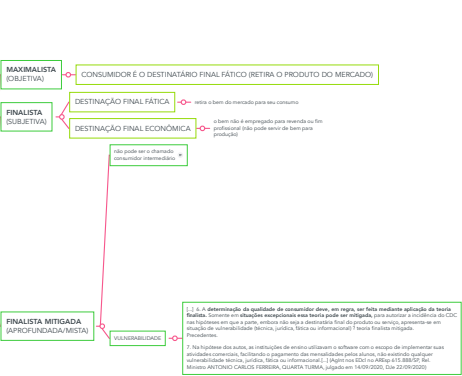 MAXIMALISTA
(OBJETIVA)
CONSUMIDOR É O DESTINATÁRIO FINAL FÁTICO (RETIRA O PRODUTO DO MERCADO)
FINALISTA
(SUBJETIVA)
DESTINAÇÃO FINAL FÁTICA
retira o bem do mercado para seu consumo
DESTINAÇÃO FINAL ECONÔMICA
o bem não é empregado para revenda ou fim
profissional (não pode servir de bem para
produção)
não pode ser o chamado
consumidor intermediário
FINALISTA MITIGADA
(APROFUNDADA/MISTA)
VULNERABILIDADE
[...] 6. A determinação da qualidade de consumidor deve, em regra, ser feita mediante aplicação da teoria
finalista. Somente em situações excepcionais essa teoria pode ser mitigada, para autorizar a incidência do CDC
nas hipóteses em que a parte, embora não seja a destinatária final do produto ou serviço, apresenta-se em
situação de vulnerabilidade (técnica, jurídica, fática ou informacional) ? teoria finalista mitigada.
Precedentes.
7. Na hipótese dos autos, as instituições de ensino utilizavam o software com o escopo de implementar suas
atividades comerciais, facilitando o pagamento das mensalidades pelos alunos, não existindo qualquer
vulnerabilidade técnica, jurídica, fática ou informacional [...] (AgInt nos EDcl no AREsp 615.888/SP, Rel.
Ministro ANTONIO CARLOS FERREIRA, QUARTA TURMA, julgado em 14/09/2020, DJe 22/09/2020)